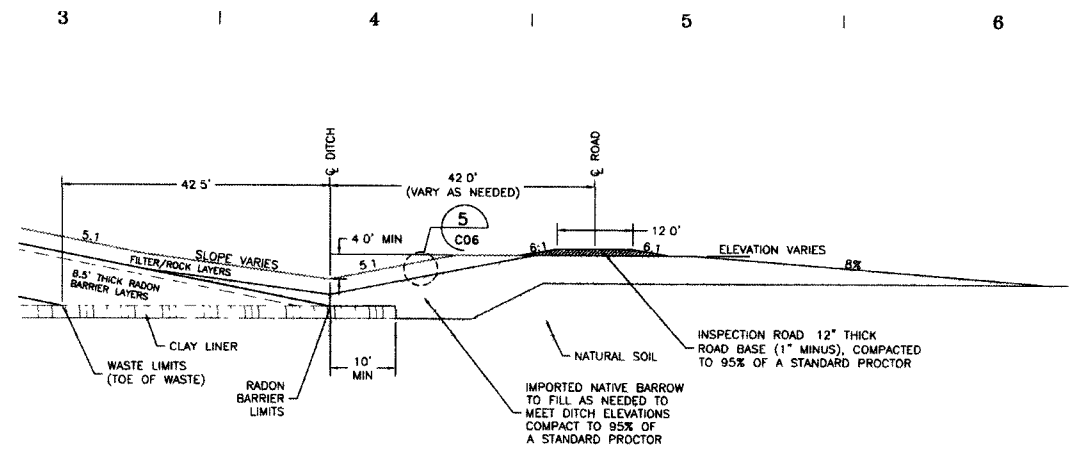 3 | 4 | 5 | 6
℄ DITCH
℄ ROAD
42 5'
42 0'
(VARY AS NEEDED)
5
C06
12 0'
4 0' MIN
5.1
SLOPE VARIES
5 1
6:1
6.1
ELEVATION VARIES
FILTER/ROCK LAYERS
8%
8.5' THICK RADON
BARRIER LAYERS
CLAY LINER
WASTE LIMITS
(TOE OF WASTE)
10'
MIN
RADON
BARRIER
LIMITS
NATURAL SOIL
INSPECTION ROAD 12" THICK
ROAD BASE (1" MINUS), COMPACTED
TO 95% OF A STANDARD PROCTOR
IMPORTED NATIVE BARROW
TO FILL AS NEEDED TO
MEET DITCH ELEVATIONS
COMPACT TO 95% OF
A STANDARD PROCTOR